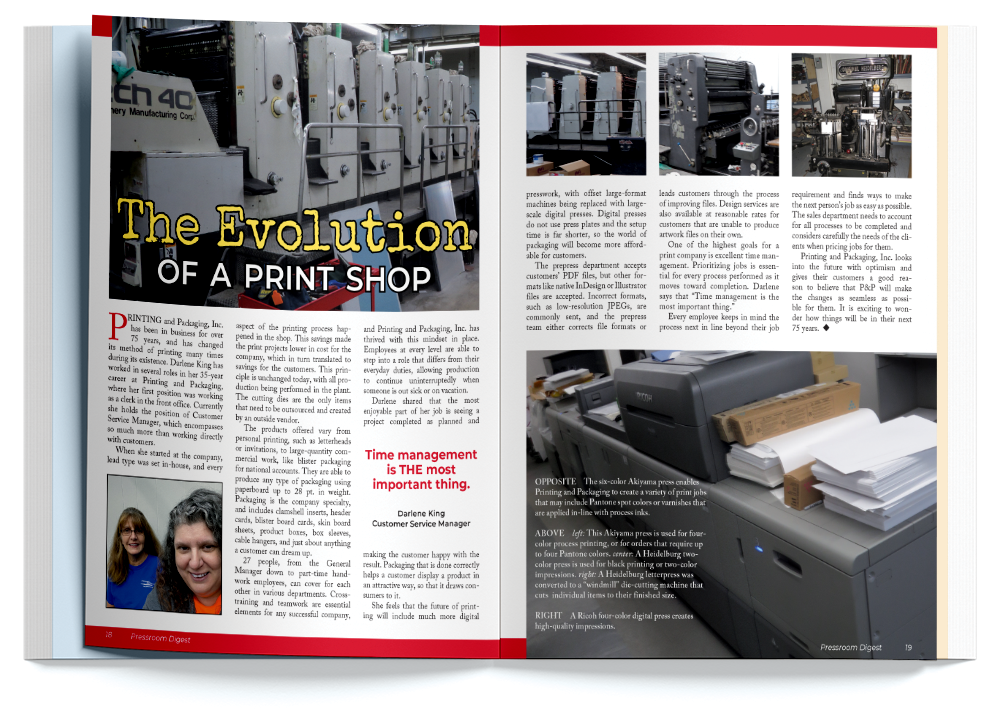 ch 40
nery Manufacturing Corp.
The Evolution
OF A PRINT SHOP
PRINTING and Packaging, Inc.
has been in business for over
75 years, and has changed
its method of printing many times
during its existence. Darlene King has
worked in several roles in her 35-year
career at Printing and Packaging,
where her first position was working
as a clerk in the front office. Currently
she holds the position of Customer
Service Manager, which encompasses
so much more than working directly
with customers.
When she started at the company,
lead type was set in-house, and every
aspect of the printing process hap-
pened in the shop. This savings made
the print projects lower in cost for the
company, which in turn translated to
savings for the customers. This prin-
ciple is unchanged today, with all pro-
duction being performed in the plant.
The cutting dies are the only items
that need to be outsourced and created
by an outside vendor.
The products offered vary from
personal printing, such as letterheads
or invitations, to large-quantity com-
mercial work, like blister packaging
for national accounts. They are able to
produce any type of packaging using
paperboard up to 28 pt. in weight.
Packaging is the company specialty,
and includes clamshell inserts, header
cards, blister board cards, skin board
sheets, product boxes, box sleeves,
cable hangers, and just about anything
a customer can dream up.
27 people, from the General
Manager down to part-time hand-
work employees, can cover for each
other in various departments. Cross-
training and teamwork are essential
elements for any successful company,
and Printing and Packaging, Inc. has
thrived with this mindset in place.
Employees at every level are able to
step into a role that differs from their
everyday duties, allowing production
to continue uninterruptedly when
someone is out sick or on vacation.
Darlene shared that the most
enjoyable part of her job is seeing a
project completed as planned and
Time management
is THE most
important thing.
Darlene King
Customer Service Manager
making the customer happy with the
result. Packaging that is done correctly
helps a customer display a product in
an attractive way, so that it draws con-
sumers to it.
She feels that the future of print-
ing will include much more digital
18 Pressroom Digest
ORIGINAL HEIDELBERG
presswork, with offset large-format
machines being replaced with large-
scale digital presses. Digital presses
do not use press plates and the setup
time is far shorter, so the world of
packaging will become more afford-
able for customers.
The prepress department accepts
customers' PDF files, but other for-
mats like native InDesign or Illustrator
files are accepted. Incorrect formats,
such as low-resolution JPEGs, are
commonly sent, and the prepress
team either corrects file formats or
leads customers through the process
of improving files. Design services are
also available at reasonable rates for
customers that are unable to produce
artwork files on their own.
One of the highest goals for a
print company is excellent time man-
agement. Prioritizing jobs is essen-
tial for every process performed as it
moves toward completion. Darlene
says that "Time management is the
most important thing."
Every employee keeps in mind the
process next in line beyond their job
requirement and finds ways to make
the next person's job as easy as possible.
The sales department needs to account
for all processes to be completed and
considers carefully the needs of the cli-
ents when pricing jobs for them.
Printing and Packaging, Inc. looks
into the future with optimism and
gives their customers a good rea-
son to believe that P&P will make
the changes as seamless as possi-
ble for them. It is exciting to won-
der how things will be in their next
75 years. ◆
RICOH
OPPOSITE The six-color Akiyama press enables
Printing and Packaging to create a variety of print jobs
that may include Pantone spot colors or varnishes that
are applied in-line with process inks.
ABOVE left: This Akiyama press is used for four-
color process printing, or for orders that require up
to four Pantone colors. center: A Heidelburg two-
color press is used for black printing or two-color
impressions. right: A Heidelburg letterpress was
converted to a "windmill" die-cutting machine that
cuts individual items to their finished size.
RIGHT A Ricoh four-color digital press creates
high-quality impressions.
Pressroom Digest 19